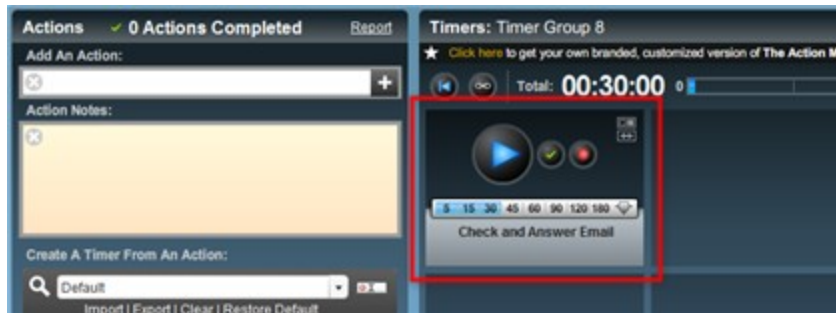 Actions ✓ 0 Actions Completed Report
Add An Action:
Action Notes:
Create A Timer From An Action:
Default
Import | Export | Clear | Restore Default
Timers: Timer Group 8
Click here to get your own branded, customized version of The Action M
Total: 00:30:00 0
5 15 30 45 60 90 120 180
Check and Answer Email